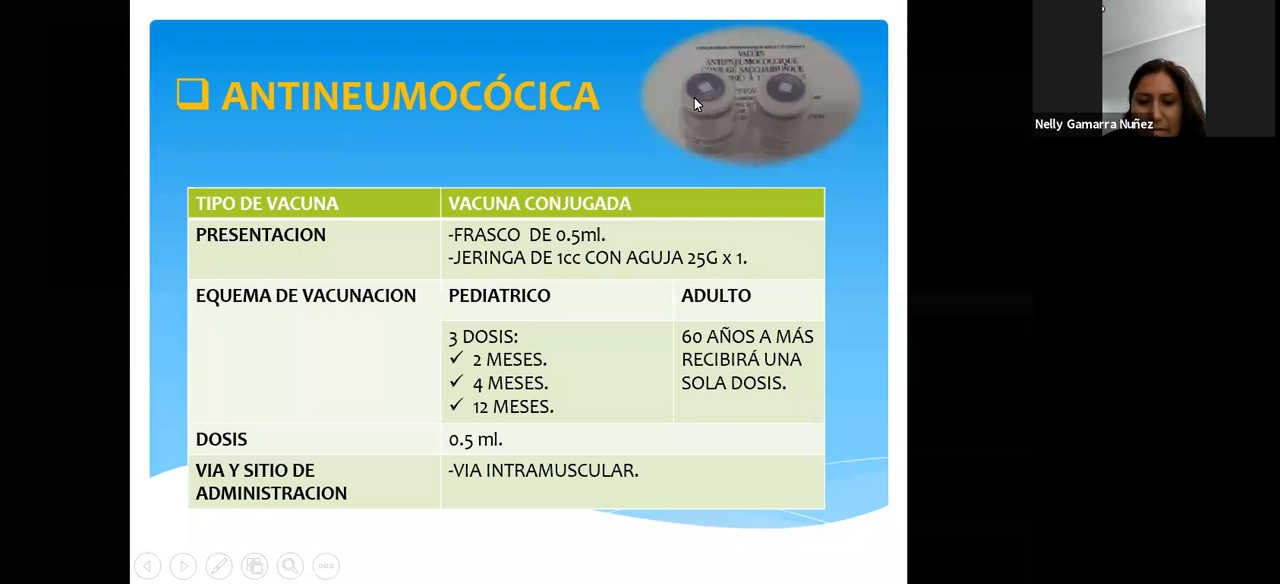 ANTINEUMOCÓCICA
VACCIN
TIPO DE VACUNA
VACUNA CONJUGADA
PRESENTACION
-FRASCO DE 0.5ml.
-JERINGA DE 1cc CON AGUJA 25G x 1.
EQUEMA DE VACUNACION
PEDIATRICO
ADULTO
3 DOSIS:
✓ 2 MESES.
✓ 4 MESES.
✓ 12 MESES.
60 AÑOS A MÁS
RECIBIRÁ UNA
SOLA DOSIS.
DOSIS
0.5 ml.
VIA Y SITIO DE
ADMINISTRACION
-VIA INTRAMUSCULAR.
Nelly Gamarra Nuñez